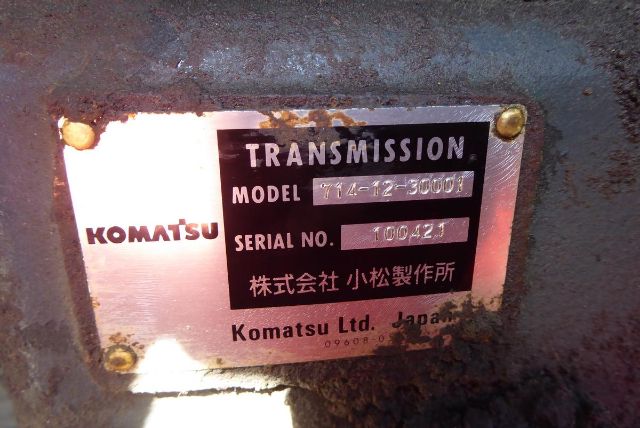 KOMATSU
TRANSMISSION
MODEL 714-12-30001
SERIAL NO. 100421
株式会社 小松製作所
Komatsu Ltd. Japan